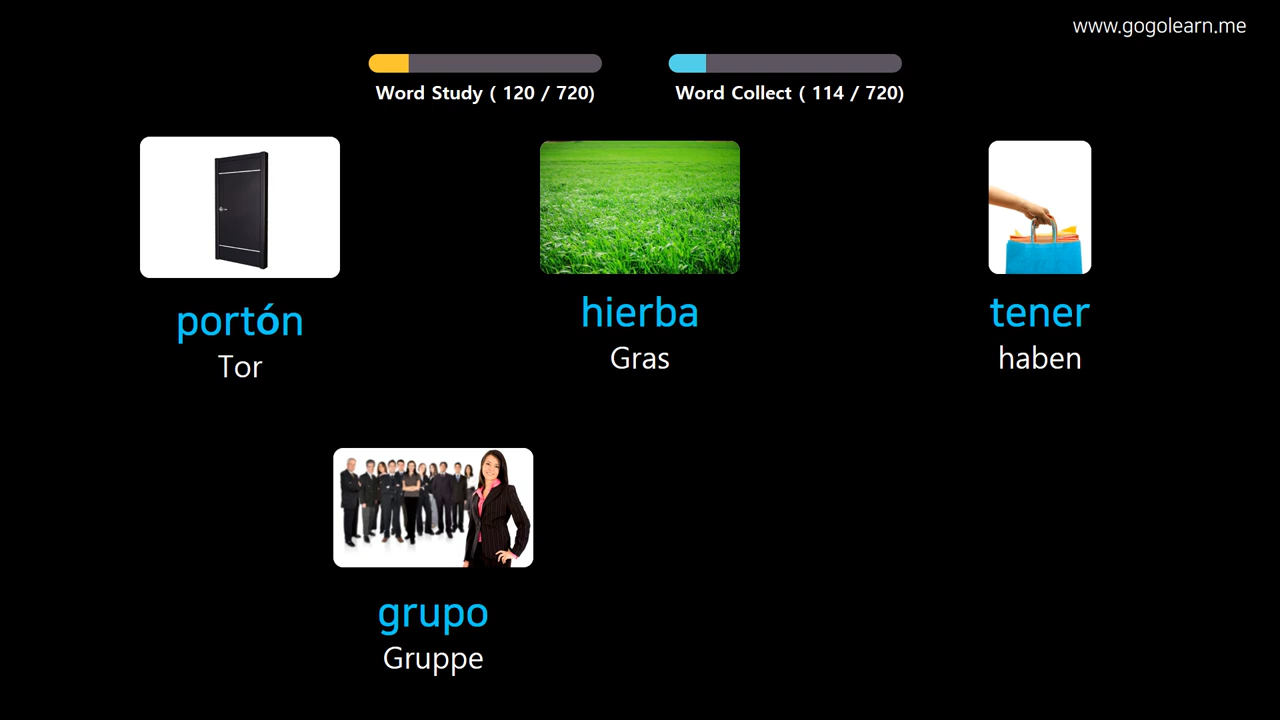 www.gogolearn.me
Word Study ( 120 / 720)
Word Collect ( 114 / 720)
portón
Tor
hierba
Gras
tener
haben
grupo
Gruppe